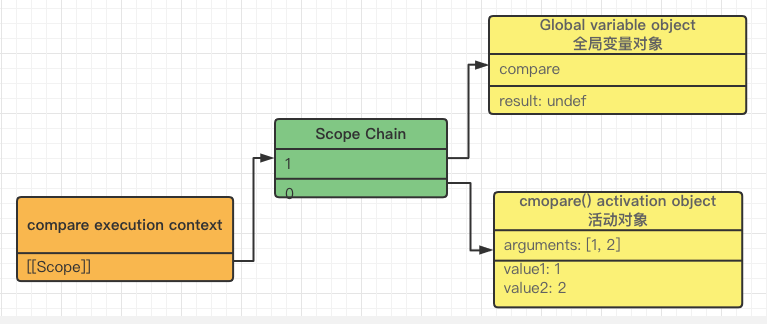 Global variable object
全局变量对象
compare
result: undef
Scope Chain
1
0
compare execution context
[[Scope]]
cmopare() activation object
活动对象
arguments: [1, 2]
value1: 1
value2: 2